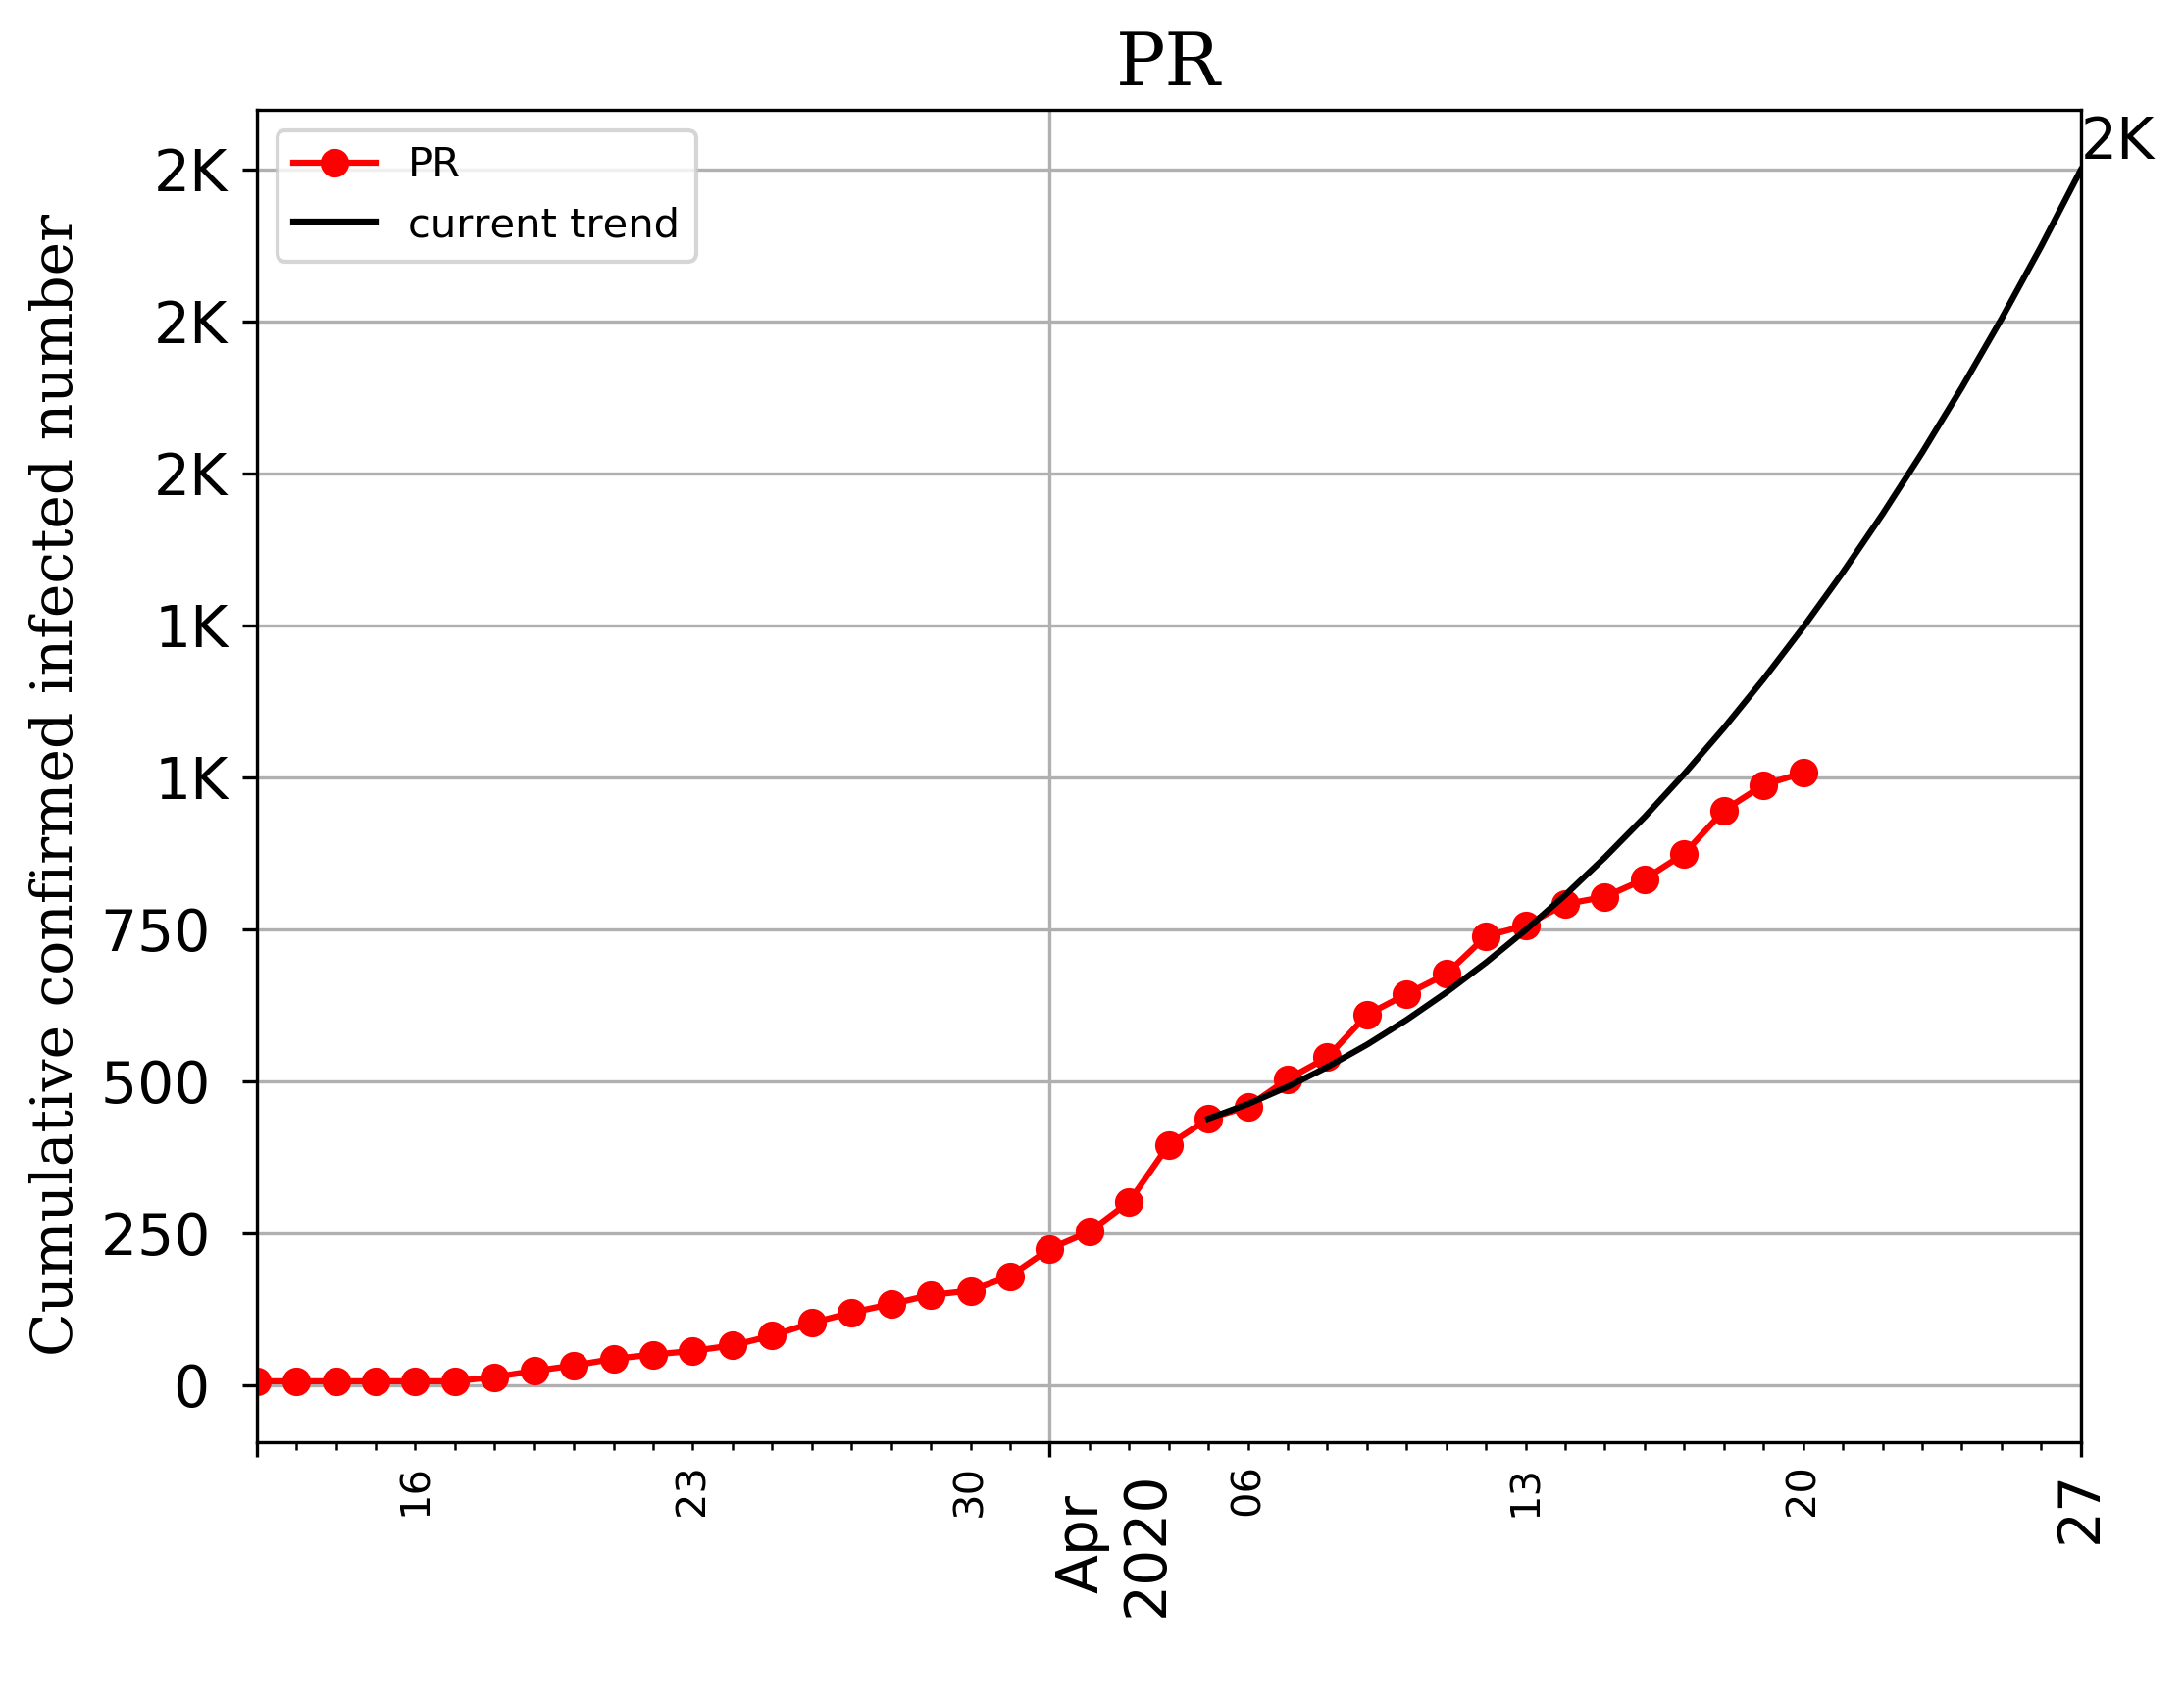 PR
2K
PR
current trend
Cumulative confirmed infected number
2K
2K
2K
1K
1K
750
500
250
0
16
23
30
Apr
2020
06
13
20
27